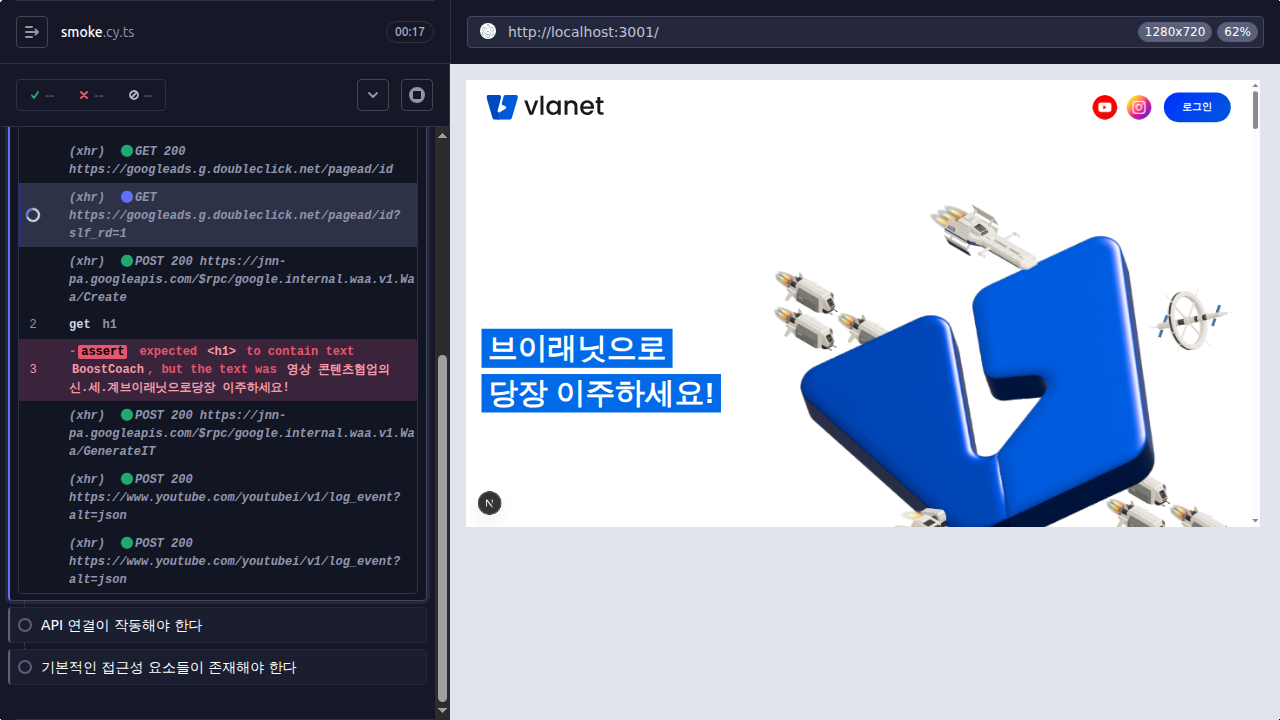 smoke.cy.ts
00:17
http://localhost:3001/
1280x720
62%
--
--
--
(xhr) GET 200
https://googleads.g.doubleclick.net/pagead/id
(xhr) GET
https://googleads.g.doubleclick.net/pagead/id?
slf_rd=1
(xhr) POST 200 https://jnn-
pa.googleapis.com/$rpc/google.internal.waa.v1.Wa
a/Create
2 get h1
3 -assert expected <h1> to contain text
BoostCoach, but the text was 영상 콘텐츠협업의
신.세.계브이래닛으로당장 이주하세요!
(xhr) POST 200 https://jnn-
pa.googleapis.com/$rpc/google.internal.waa.v1.Wa
a/GenerateIT
(xhr) POST 200
https://www.youtube.com/youtubei/v1/log_event?
alt=json
(xhr) POST 200
https://www.youtube.com/youtubei/v1/log_event?
alt=json
API 연결이 작동해야 한다
기본적인 접근성 요소들이 존재해야 한다
vlanet
로그인
브이래닛으로
당장 이주하세요!
N